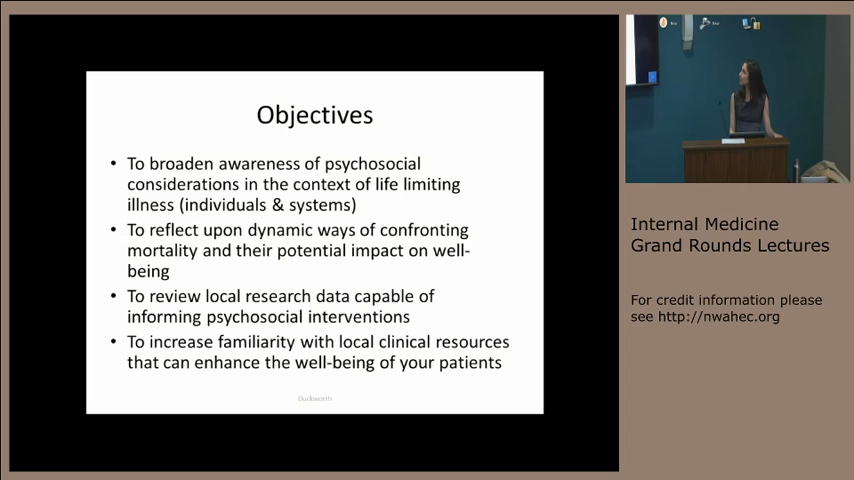 Objectives
• To broaden awareness of psychosocial
considerations in the context of life limiting
illness (individuals & systems)
• To reflect upon dynamic ways of confronting
mortality and their potential impact on well-
being
• To review local research data capable of
informing psychosocial interventions
• To increase familiarity with local clinical resources
that can enhance the well-being of your patients
Duckworth
Internal Medicine
Grand Rounds Lectures
For credit information please
see http://nwahec.org